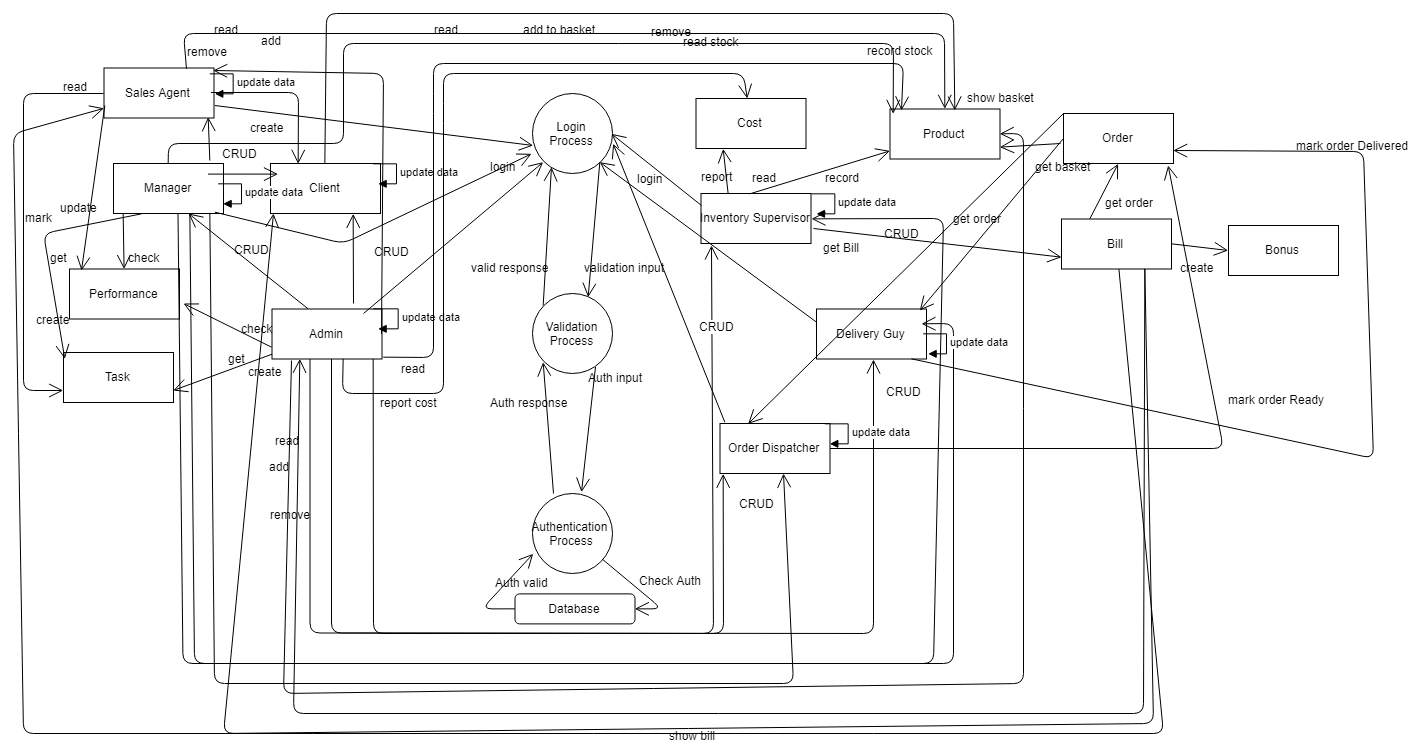 read
read
add to basket
remove
add
read stock
remove
record stock
read
Sales Agent
update data
show basket
Login
Process
Cost
Product
Order
create
mark order Delivered
CRUD
login
get basket
Manager
update data
Client
update data
login
report
read
record
update
mark
Inventory Supervisor
update data
get order
get order
CRUD
get Bill
Bill
Bonus
create
get
check
CRUD
CRUD
valid response
validation input
Performance
create
check
Admin
update data
Validation
Process
CRUD
Delivery Guy
update data
get
create
read
Task
Auth input
report cost
Auth response
CRUD
mark order Ready
read
add
Order Dispatcher
update data
remove
CRUD
Authentication
Process
Auth valid
Check Auth
Database
show bill